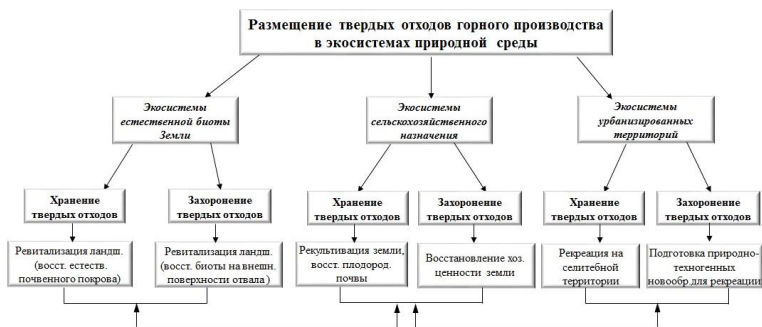 Размещение твердых отходов горного производства
в экосистемах природной среды
Экосистемы
естественной биоты
Земли
Экосистемы
сельскохозяйственного
назначения
Экосистемы
урбанизированных
территорий
Хранение
твердых отходов
Захоронение
твердых отходов
Хранение
твердых отходов
Захоронение
твердых отходов
Хранение
твердых отходов
Захоронение
твердых отходов
Ревитализация ландш.
(восст. естеств.
почвенного покрова)
Ревитализация ландш.
(восст. биоты на внешн.
поверхности отвала )
Рекультивация земли,
восст. плодород.
почвы
Восстановление хоз.
ценности земли
Рекреация на
селитебной
территории
Подготовка природно-
техногенных
новообр.для рекреации